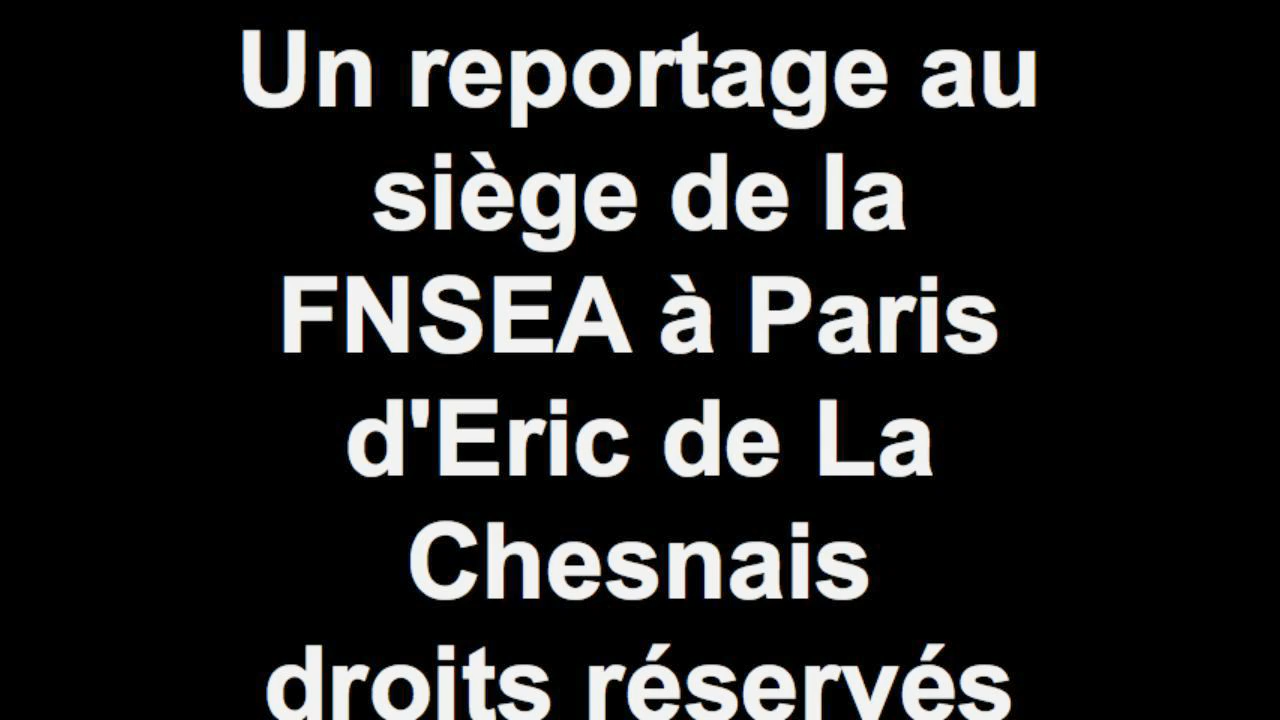 Un reportage au
siège de la
FNSEA à Paris
d'Eric de La
Chesnais
droits réservés